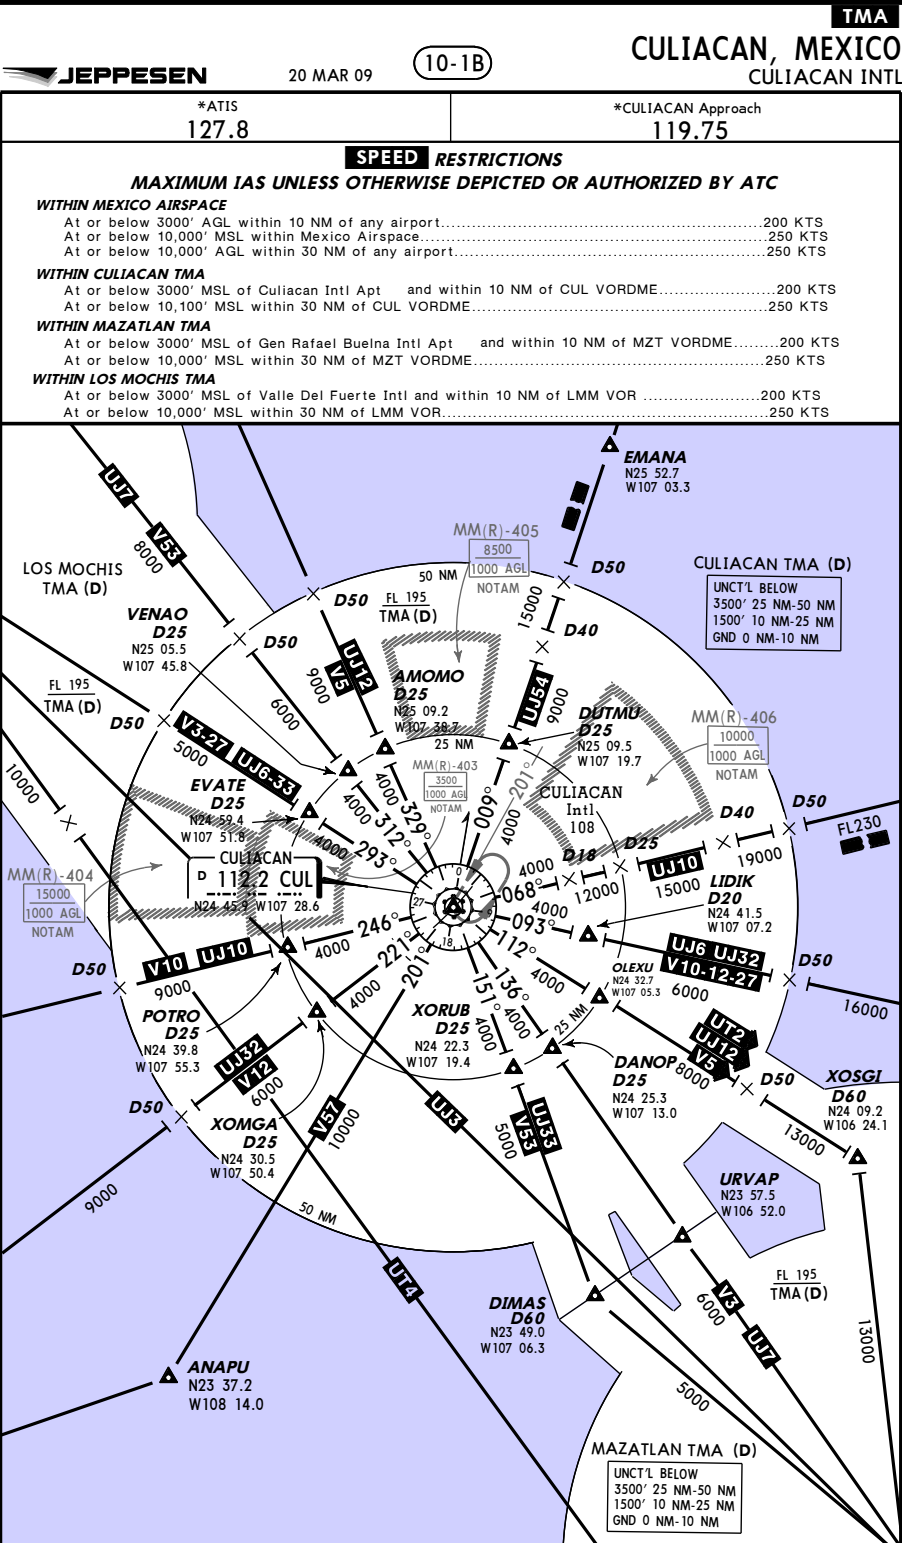 TMA
CULIACAN, MEXICO
CULIACAN INTL
JEPPESEN
20 MAR 09
10-1B
*ATIS
127.8
*CULIACAN Approach
119.75
SPEED RESTRICTIONS
MAXIMUM IAS UNLESS OTHERWISE DEPICTED OR AUTHORIZED BY ATC
WITHIN MEXICO AIRSPACE
At or below 3000' AGL within 10 NM of any airport...200 KTS
At or below 10,000' MSL within Mexico Airspace...250 KTS
At or below 10,000' AGL within 30 NM of any airport...250 KTS
WITHIN CULIACAN TMA
At or below 3000' MSL of Culiacan Intl Apt and within 10 NM of CUL VORDME...200 KTS
At or below 10,100' MSL within 30 NM of CUL VORDME...250 KTS
WITHIN MAZATLAN TMA
At or below 3000' MSL of Gen Rafael Buelna Intl Apt and within 10 NM of MZT VORDME...200 KTS
At or below 10,000' MSL within 30 NM of MZT VORDME...250 KTS
WITHIN LOS MOCHIS TMA
At or below 3000' MSL of Valle Del Fuerte Intl and within 10 NM of LMM VOR ...200 KTS
At or below 10,000' MSL within 30 NM of LMM VOR...250 KTS
EMANA
N25 52.7
W107 03.3
UJ7
V53
8000
MM(R)-405
8500
1000 AGL
NOTAM
LOS MOCHIS
TMA (D)
50 NM
D50
CULIACAN TMA (D)
UNCT'L BELOW
3500' 25 NM-50 NM
1500' 10 NM-25 NM
GND 0 NM-10 NM
VENAO
D25
N25 05.5
W107 45.8
D50
FL 195
TMA (D)
15000
D40
D50
UJ12
V5
9000
AMOMO
D25
N25 09.2
W107 38.7
25 NM
UJ54
9000
DUTMU
D25
N25 09.5
W107 19.7
MM(R)-406
10000
1000 AGL
NOTAM
FL 195
TMA (D)
D50
6000
V3-27
UJ6-33
5000
EVATE
D25
N24 59.4
W107 51.8
MM(R)-403
3500
1000 AGL
NOTAM
CULIACAN
Intl
108
10000
4000
329°
4000
312°
4000
293°
009°
4000
201°
D50
D40
FL230
D18
D25
UJ10
19000
15000
12000
4000
068°
MM(R)-404
15000
1000 AGL
NOTAM
CULIACAN
D 112.2 CUL
N24 45.9 W107 28.6
0
9
18
27
LIDIK
D20
N24 41.5
W107 07.2
4000
093°
UJ6 UJ32
V10-12-27
6000
D50
16000
246°
4000
221°
4000
201°
112°
4000
136°
4000
151°
4000
V10
UJ10
9000
D50
POTRO
D25
N24 39.8
W107 55.3
OLEXU
N24 32.7
W107 05.3
XORUB
D25
N24 22.3
W107 19.4
25 NM
UT2
UJ12
V5
8000
DANOP
D25
N24 25.3
W107 13.0
D50
XOSGI
D60
N24 09.2
W106 24.1
13000
UJ32
V12
6000
D50
XOMGA
D25
N24 30.5
W107 50.4
V57
10000
UJ3
V53
UJ33
5000
9000
50 NM
URVAP
N23 57.5
W106 52.0
UT4
DIMAS
D60
N23 49.0
W107 06.3
V3
6000
UJ7
FL 195
TMA (D)
13000
5000
ANAPU
N23 37.2
W108 14.0
MAZATLAN TMA (D)
UNCT'L BELOW
3500' 25 NM-50 NM
1500' 10 NM-25 NM
GND 0 NM-10 NM